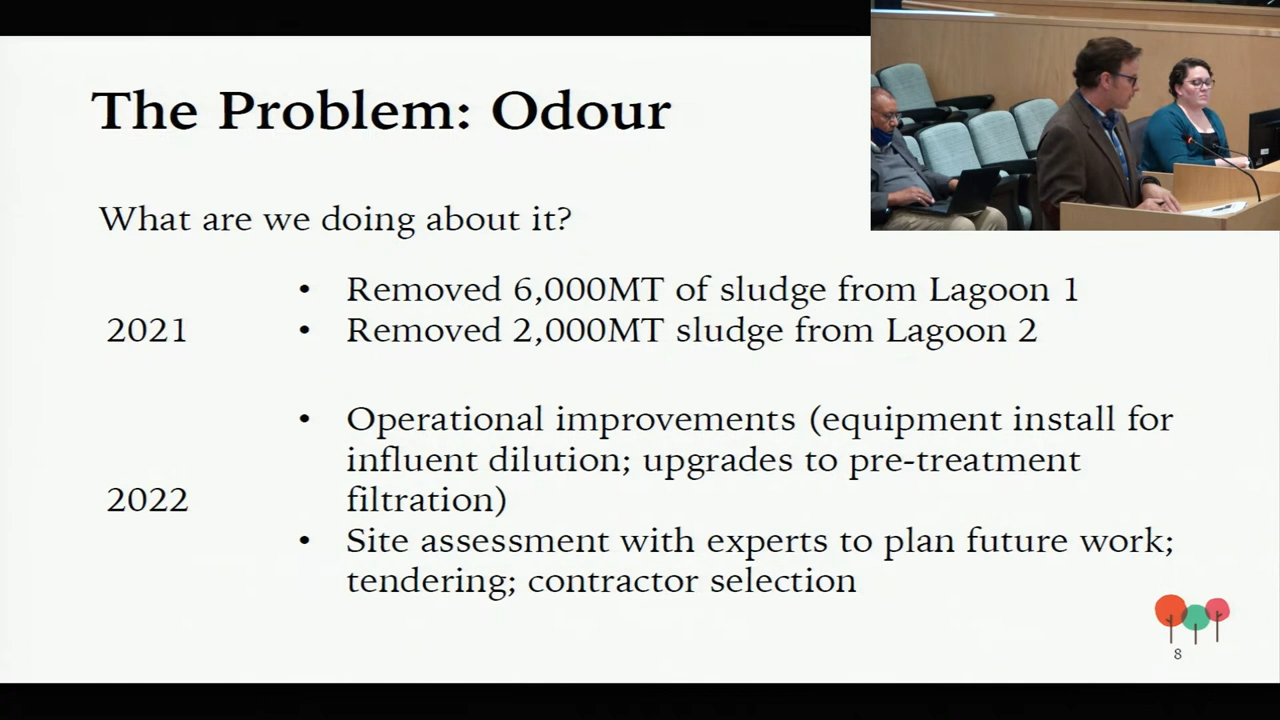 The Problem: Odour
What are we doing about it?
• Removed 6,000MT of sludge from Lagoon 1
2021
• Removed 2,000MT sludge from Lagoon 2
• Operational improvements (equipment install for
influent dilution; upgrades to pre-treatment
2022
filtration)
• Site assessment with experts to plan future work;
tendering; contractor selection
8